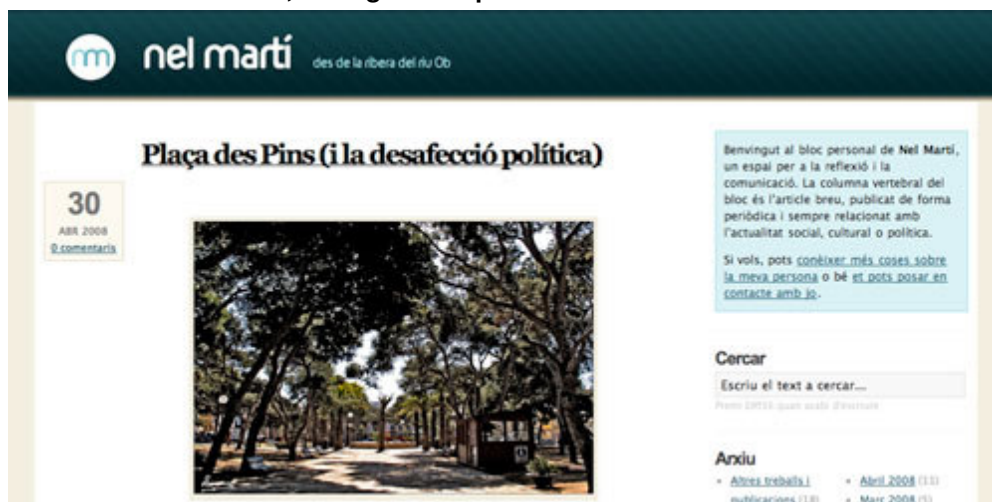 nel martí des de la ribera del riu Ob
Plaça des Pins (i la desafecció política)
30
ABR 2008
0 comentaris
Benvingut al bloc personal de Nel Martí,
un espai per a la reflexió i la
comunicació. La columna vertebral del
bloc és l'article breu, publicat de forma
periòdica i sempre relacionat amb
l'actualitat social, cultural o política.
Si vols, pots conèixer més coses sobre
la meva persona o bé et pots posar en
contacte amb jo.
Cercar
Escriu el text a cercar...
Arxiu
Altres treballs i
publicacions (18)
Abril 2008 (11)
Març 2008 (5)